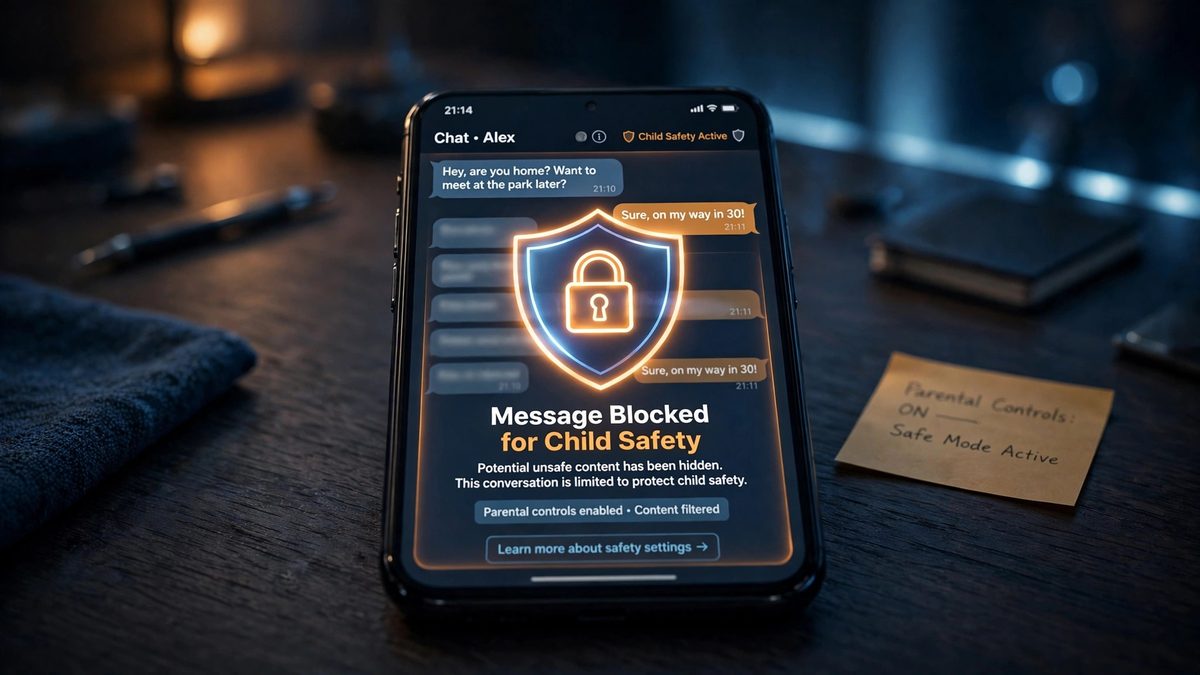 21:14
Chat • Alex
Child Safety Active
Hey, are you home? Want to
meet at the park later?
21:10
Sure, on my way in 30!
21:11
21:11
Sure, on my way in 30!
21:11
Message Blocked
for Child Safety
Potential unsafe content has been hidden.
This conversation is limited to protect child safety.
Parental controls enabled • Content filtered
Learn more about safety settings →
Parental Controls:
ON
Safe Mode Active